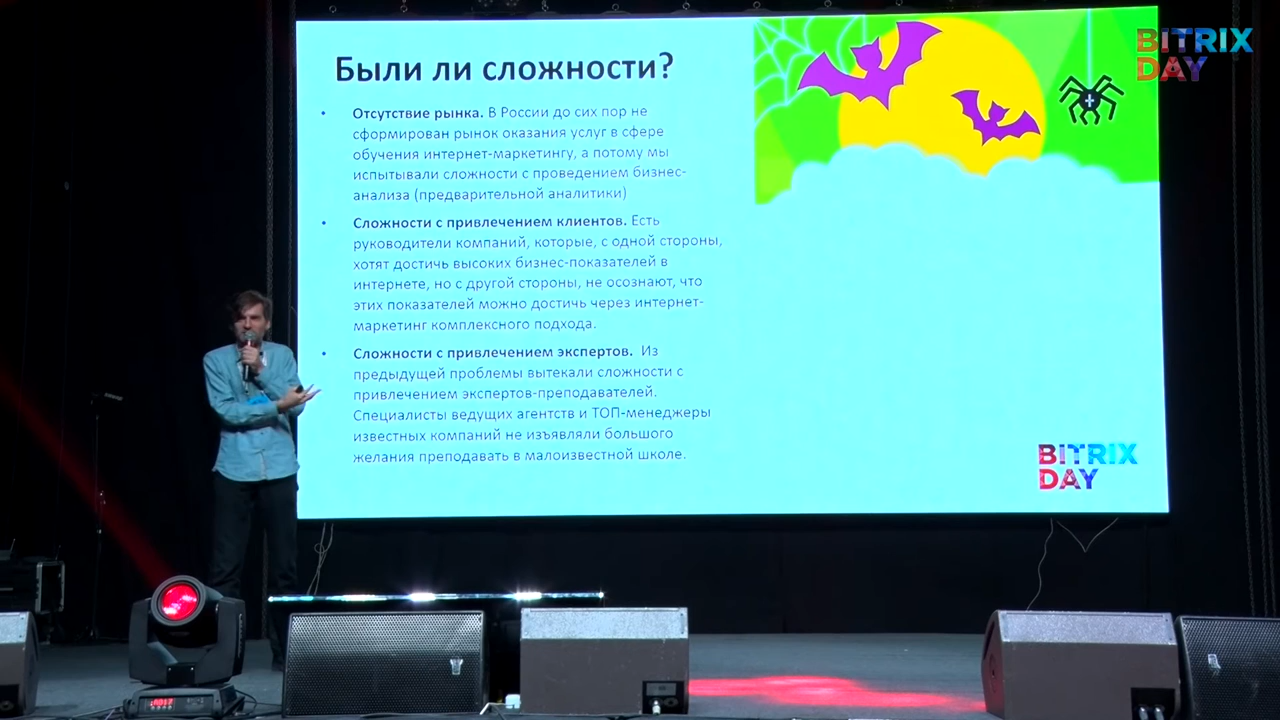 Были ли сложности?
• Отсутствие рынка. В России до сих пор не
сформирован рынок оказания услуг в сфере
обучения интернет-маркетингу, а потому мы
испытывали сложности с проведением бизнес-
анализа (предварительной аналитики)
• Сложности с привлечением клиентов. Есть
руководители компаний, которые, с одной стороны,
хотят достичь высоких бизнес-показателей в
интернете, но с другой стороны, не осознают, что
этих показателей можно достичь через интернет-
маркетинг комплексного подхода.
• Сложности с привлечением экспертов. Из
предыдущей проблемы вытекали сложности с
привлечением экспертов-преподавателей.
Специалисты ведущих агентств и ТОП-менеджеры
известных компаний не изъявляли большого
желания преподавать в малоизвестной школе.
BITRIX
DAY
BITRIX
DAY